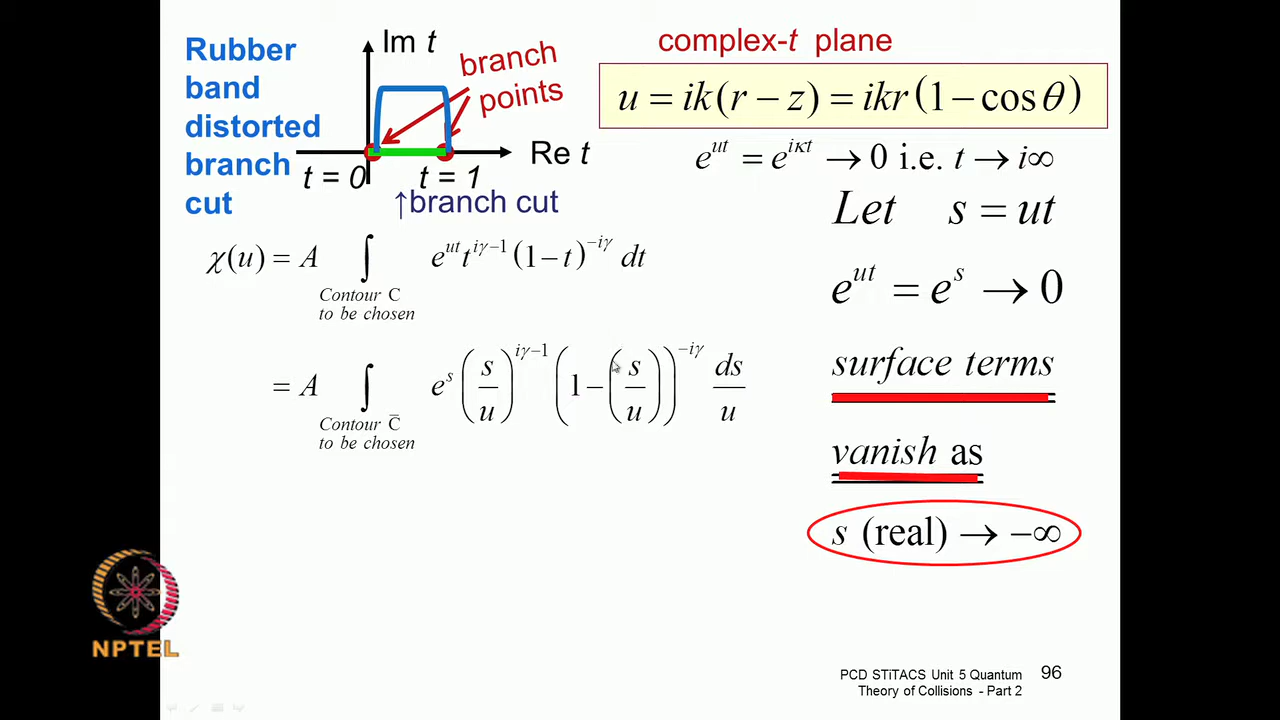 Rubber
band
distorted
branch
cut
Im t
branch
points
Re t
t = 0
t = 1
↑branch cut
complex-t plane
u = ik(r − z) = ikr(1 − cosθ)
e^{ut} = e^{iκt} → 0 i.e. t → i∞
Let s = ut
e^{ut} = e^{s} → 0
surface terms
vanish as
s (real) → −∞
χ(u) = A ∫ e^{ut} t^{iγ−1} (1 − t)^{−iγ} dt
Contour C
to be chosen
= A ∫ e^{s} (s/u)^{iγ−1} (1 − (s/u))^{−iγ} ds/u
Contour C̅
to be chosen
NPTEL
PCD STiTACS Unit 5 Quantum
Theory of Collisions - Part 2
96